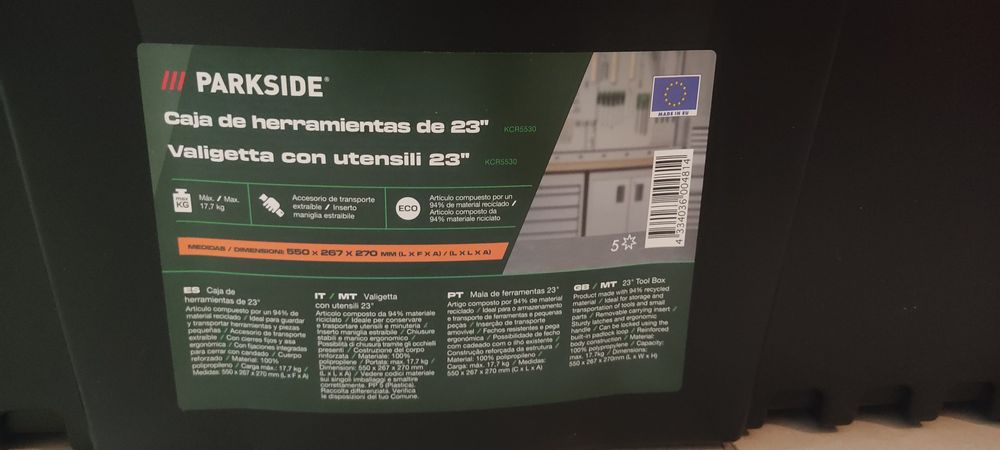 PARKSIDE®
Caja de herramientas de 23" KCR5530
Valigetta con utensili 23" KCR5530
MADE IN EU
max KG
Máx. / Max.
17,7 kg
Accesorio de transporte
extraíble / Inserto
maniglia estraibile
ECO
Artículo compuesto por un
94% de material reciclado /
Articolo composto da
94% materiale riciclato
MEDIDAS / DIMENSIONI: 550 x 267 x 270 MM (L X F X A) / (L X L X A)
5
4 334036 004814
ES Caja de
herramientas de 23"
Artículo compuesto por un 94% de
material reciclado / Ideal para guardar
y transportar herramientas y piezas
pequeñas / Accesorio de transporte
extraíble / Con cierres fijos y asa
ergonómica / Con fijaciones integradas
para cerrar con candado / Cuerpo
reforzado / Material: 100%
polipropileno / Carga máx.: 17,7 kg /
Medidas: 550 x 267 x 270 mm (L x F x A)
IT / MT Valigetta
con utensili 23"
Articolo composto da 94% materiale
riciclato / Ideale per conservare
e trasportare utensili e minuteria /
Inserto maniglia estraibile / Chiusure
stabili e manico ergonomico /
Possibilità di chiusura tramite gli occhielli
presenti / Costruzione del corpo
rinforzata / Materiale: 100%
polipropilene / Portata: max. 17,7 kg /
Dimensioni: 550 x 267 x 270 mm
(L x L x A) / Vedere codici materiale
sui singoli imballaggi e smaltire
correttamente. PP 5 (Plastica).
Raccolta differenziata. Verifica
le disposizioni del tuo Comune.
PT Mala de ferramentas 23"
Artigo composto por 94% de material
reciclado / Ideal para o armazenamento
e transporte de ferramentas e pequenas
peças / Inserção de transporte
amovível / Fechos resistentes e pega
ergonómica / Possibilidade de fecho
com cadeado com o ilhó existente /
Construção reforçada da estrutura /
Material: 100% polipropileno /
Carga: máx. 17,7 kg / Medidas:
550 x 267 x 270 mm (C x L x A)
GB / MT 23" Tool Box
Product made with 94% recycled
material / Ideal for storage and
transportation of tools and small
parts / Removable carrying insert /
Sturdy latches and ergonomic
handle / Can be locked using the
built-in padlock loop / Reinforced
body construction / Material:
100% polypropylene / Capacity:
max. 17.7kg / Dimensions:
550 x 267 x 270mm (L x W x H)